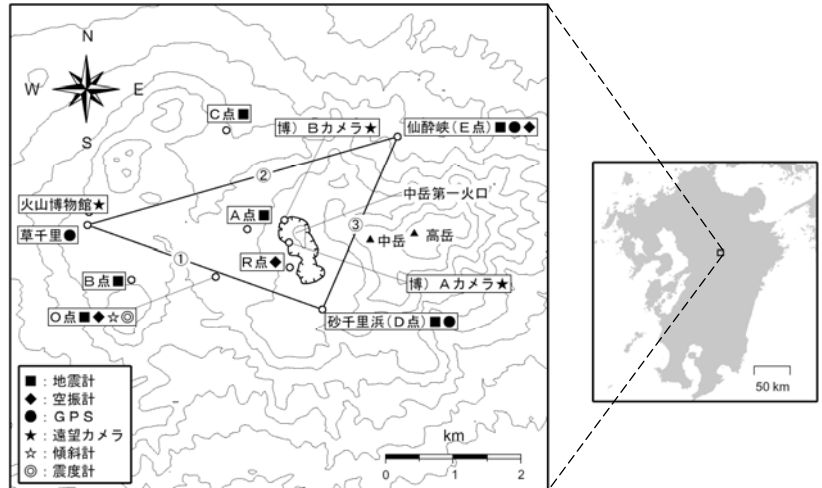 N
W E
S
C点■
博）Bカメラ★
仙酔峡（E点）■●◆
②
中岳第一火口
火山博物館★
草千里●
A点■
③
▲中岳
▲高岳
①
R点◆
B点■
博）Aカメラ★
O点■◆☆◎
砂千里浜（D点）■●
■：地震計
◆：空振計
●：GPS
★：遠望カメラ
☆：傾斜計
◎：震度計
km
0 1 2
50 km